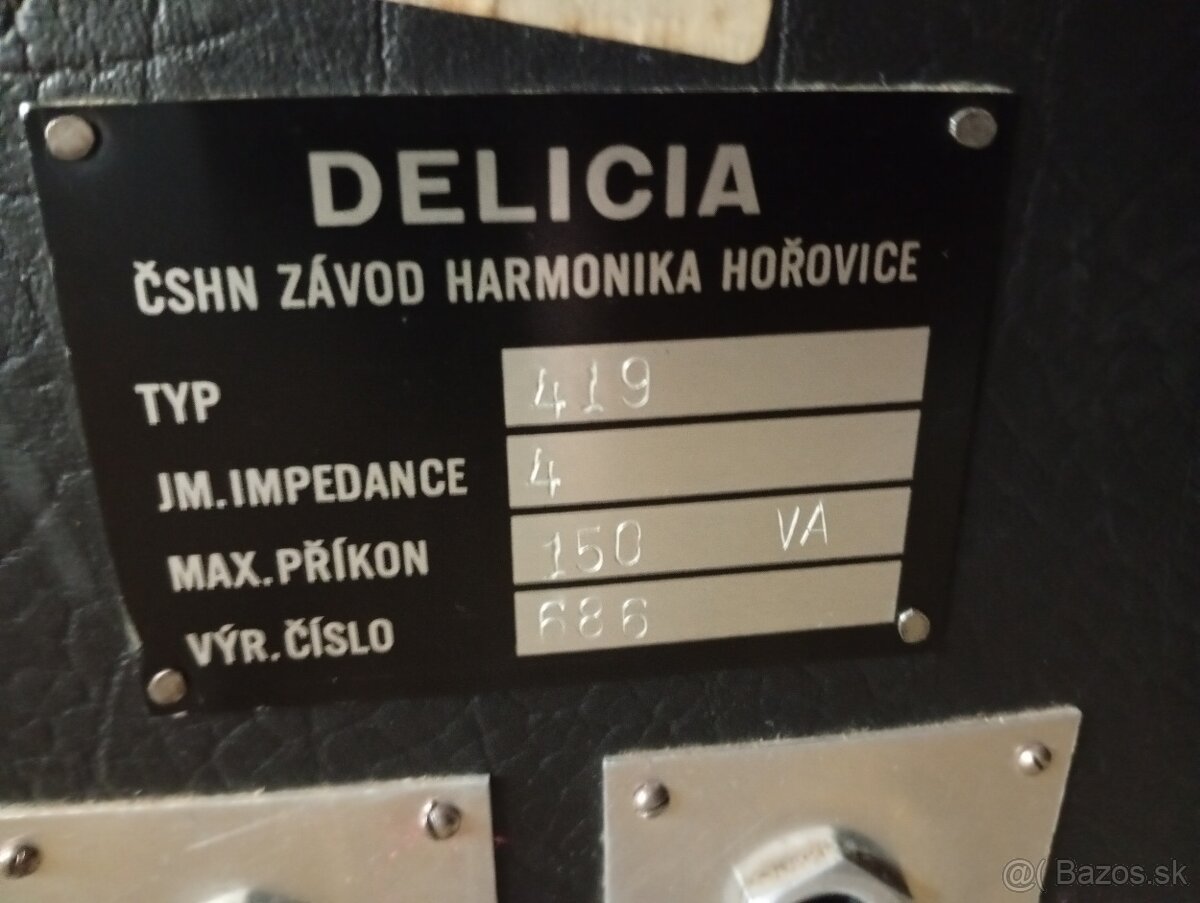 DELICIA
ČSHN ZÁVOD HARMONIKA HOŘOVICE
TYP 419
JM.IMPEDANCE 4
MAX.PŘÍKON 150 VA
VÝR.ČÍSLO 686
@( Bazos.sk